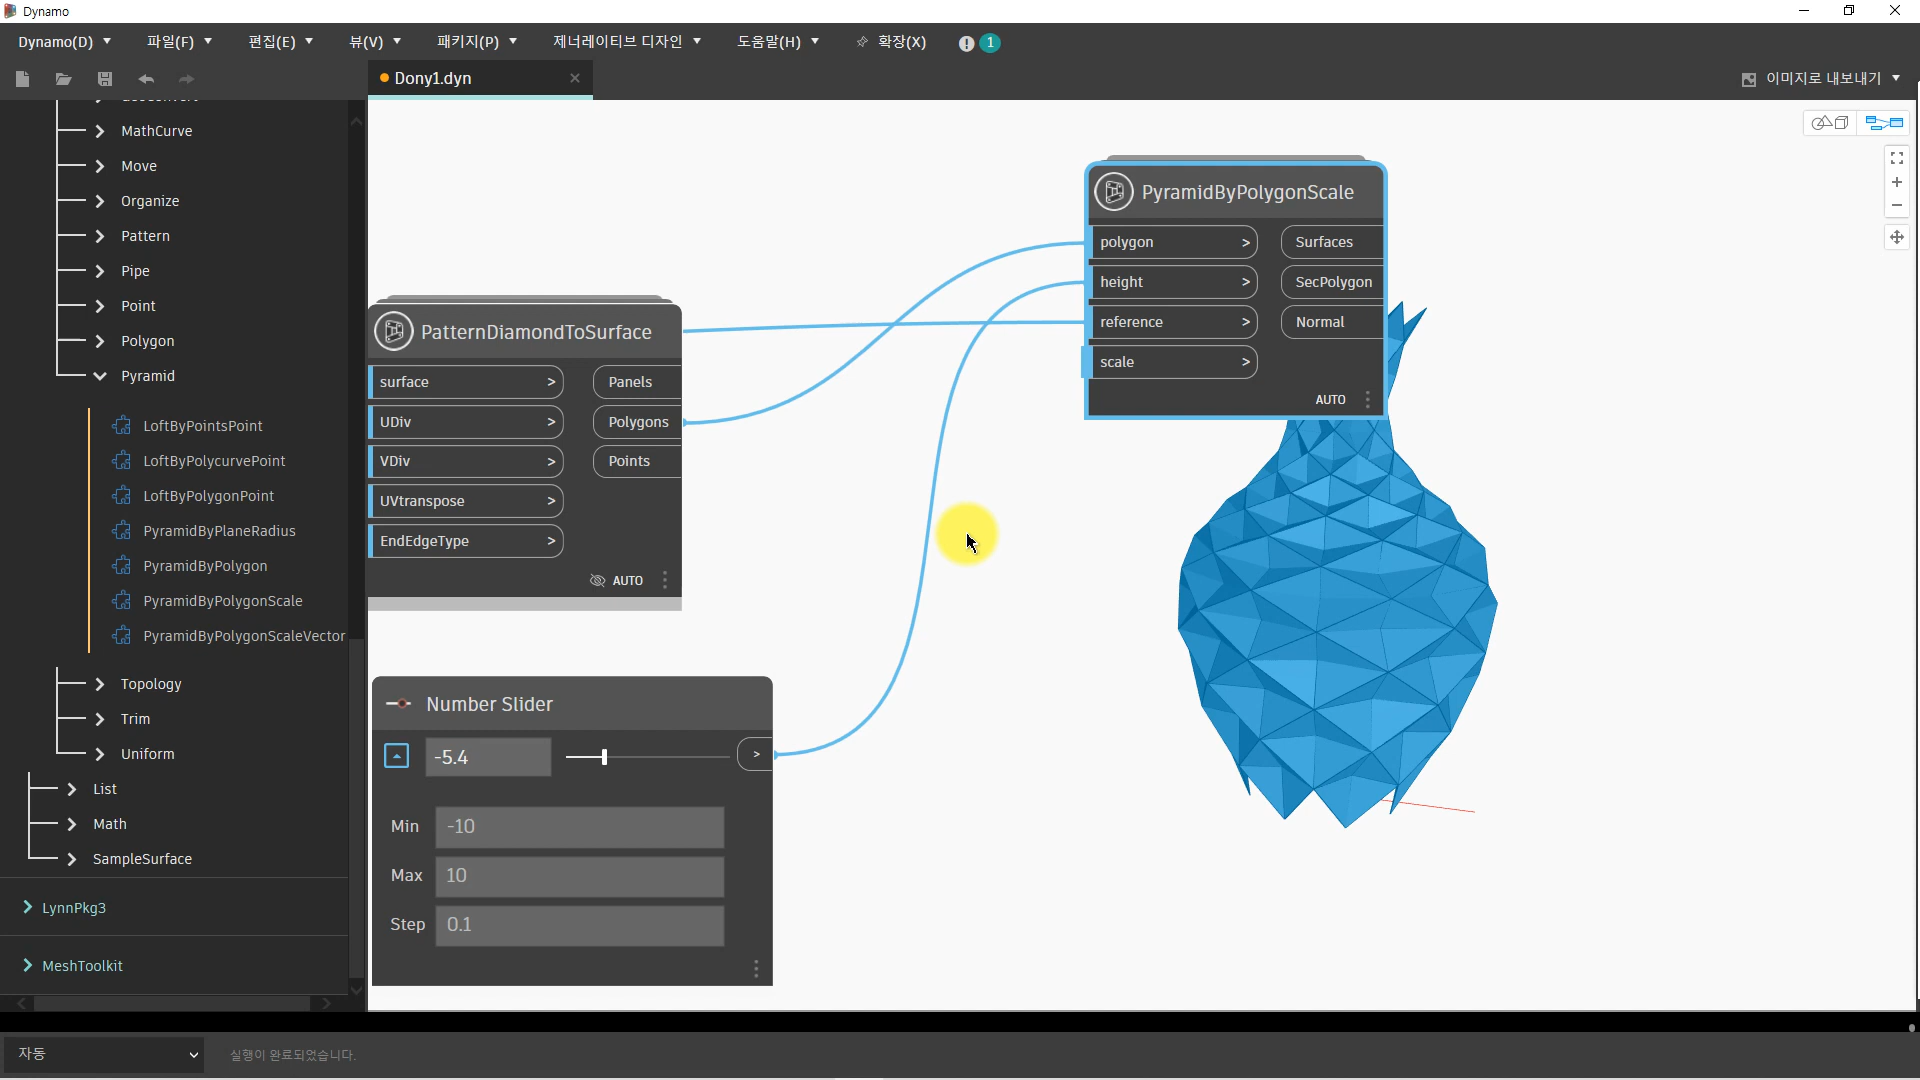 Dynamo
Dynamo(D) 파일(F) 편집(E) 뷰(V) 패키지(P) 제너레이티브 디자인 도움말(H) 확장(X) 1
Dony1.dyn
이미지로 내보내기
MathCurve
Move
Organize
Pattern
Pipe
Point
Polygon
Pyramid
LoftByPointsPoint
LoftByPolycurvePoint
LoftByPolygonPoint
PyramidByPlaneRadius
PyramidByPolygon
PyramidByPolygonScale
PyramidByPolygonScaleVector
Topology
Trim
Uniform
List
Math
SampleSurface
LynnPkg3
MeshToolkit
PatternDiamondToSurface
surface > Panels
UDiv > Polygons
VDiv > Points
UVtranspose >
EndEdgeType >
AUTO
Number Slider
-5.4 >
Min -10
Max 10
Step 0.1
PyramidByPolygonScale
polygon > Surfaces
height > SecPolygon
reference > Normal
scale >
AUTO
자동 실행이 완료되었습니다.